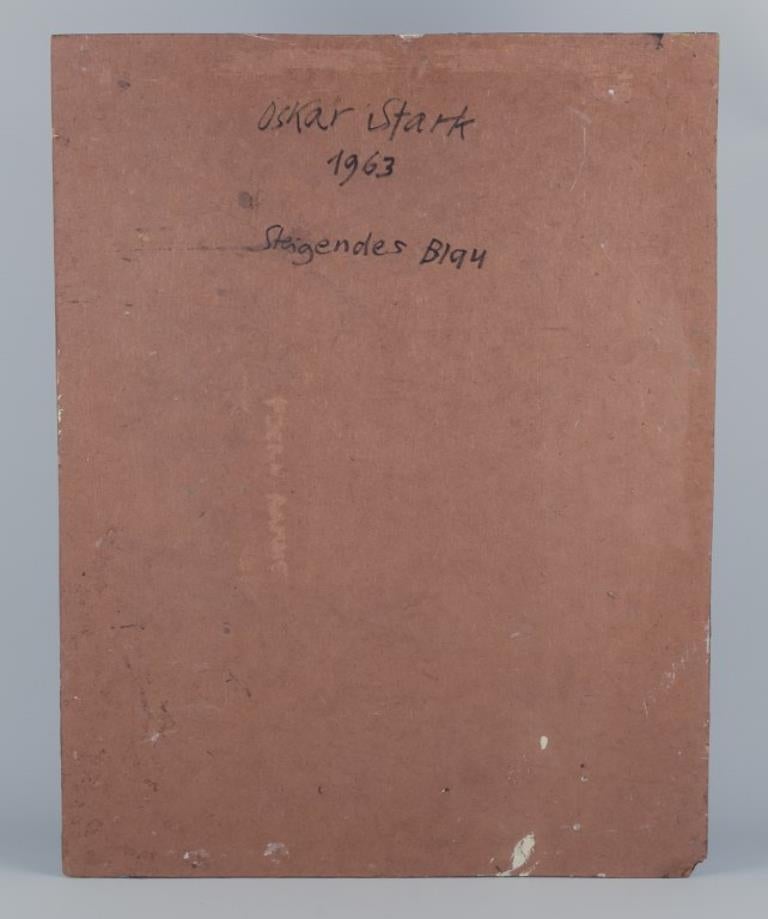 Oskar Stark
1963
Steigendes Blau